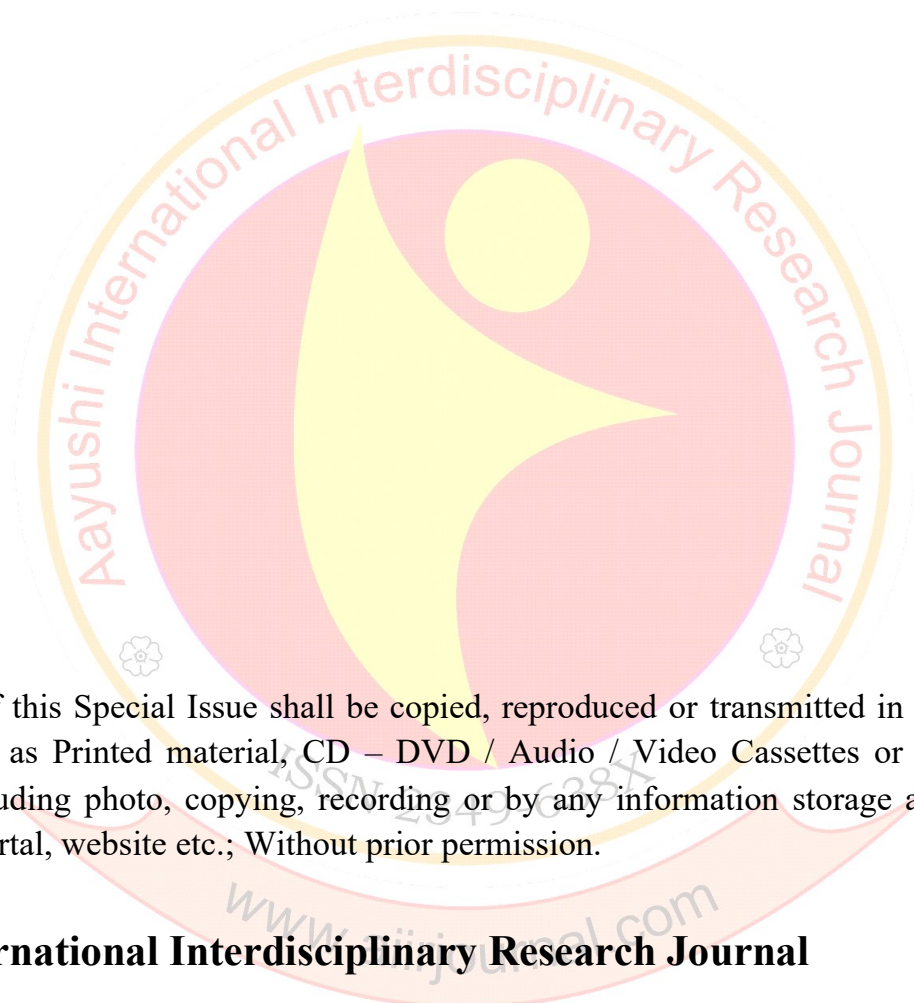 Aayushi International Interdisciplinary Research Journal
f this Special Issue shall be copied, reproduced or transmitted in
as Printed material, CD – DVD / Audio / Video Cassettes or
uding photo, copying, recording or by any information storage a
rtal, website etc.; Without prior permission.
ISSN 2349-638X
www.aiirjournal.com
rnational Interdisciplinary Research Journal